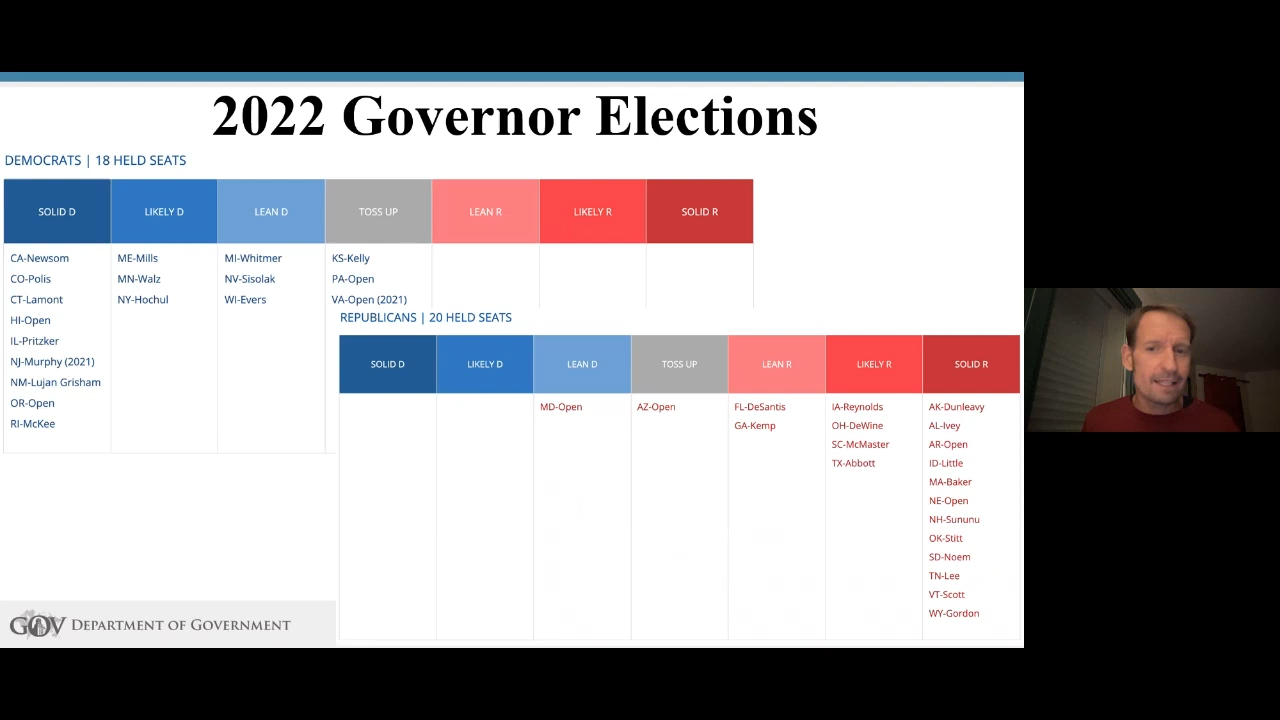 2022 Governor Elections
DEMOCRATS | 18 HELD SEATS
SOLID D
LIKELY D
LEAN D
TOSS UP
LEAN R
LIKELY R
SOLID R
CA-Newsom
CO-Polis
CT-Lamont
HI-Open
IL-Pritzker
NJ-Murphy (2021)
NM-Lujan Grisham
OR-Open
RI-McKee
ME-Mills
MN-Walz
NY-Hochul
MI-Whitmer
NV-Sisolak
WI-Evers
KS-Kelly
PA-Open
VA-Open (2021)
REPUBLICANS | 20 HELD SEATS
SOLID D
LIKELY D
LEAN D
TOSS UP
LEAN R
LIKELY R
SOLID R
MD-Open
AZ-Open
FL-DeSantis
GA-Kemp
IA-Reynolds
OH-DeWine
SC-McMaster
TX-Abbott
AK-Dunleavy
AL-Ivey
AR-Open
ID-Little
MA-Baker
NE-Open
NH-Sununu
OK-Stitt
SD-Noem
TN-Lee
VT-Scott
WY-Gordon
GOV DEPARTMENT OF GOVERNMENT